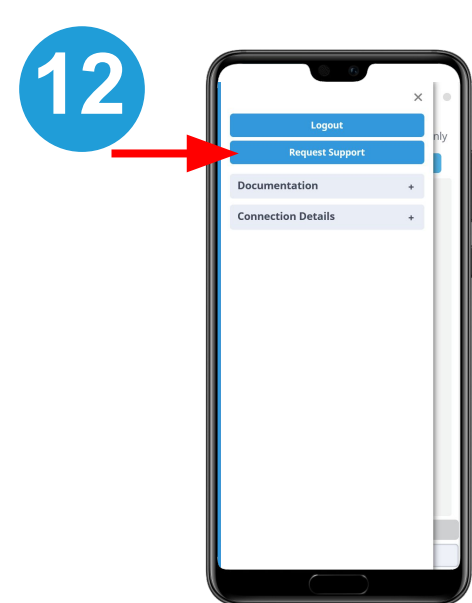 12
×
Logout
nly
Request Support
Documentation +
Connection Details +